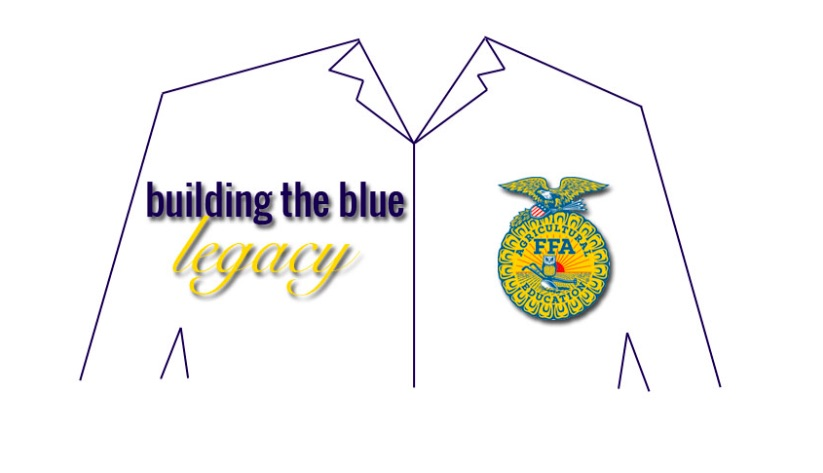 building the blue
legacy
AGRICULTURAL
FFA
EDUCATION